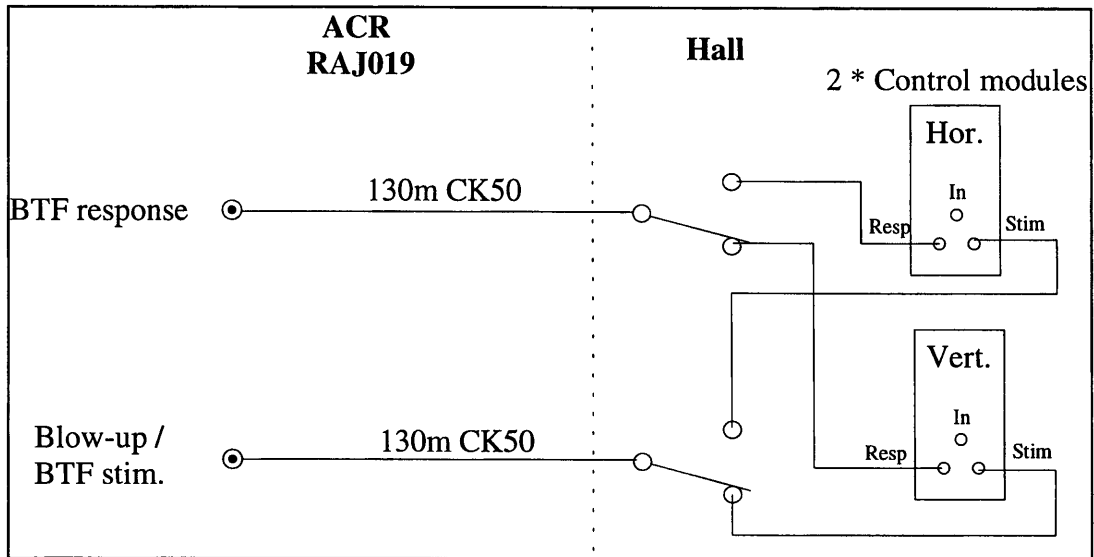 ACR
RAJ019
Hall
2 * Control modules
Hor.
In
Resp
Stim
BTF response
130m CK50
Vert.
In
Resp
Stim
Blow-up /
BTF stim.
130m CK50